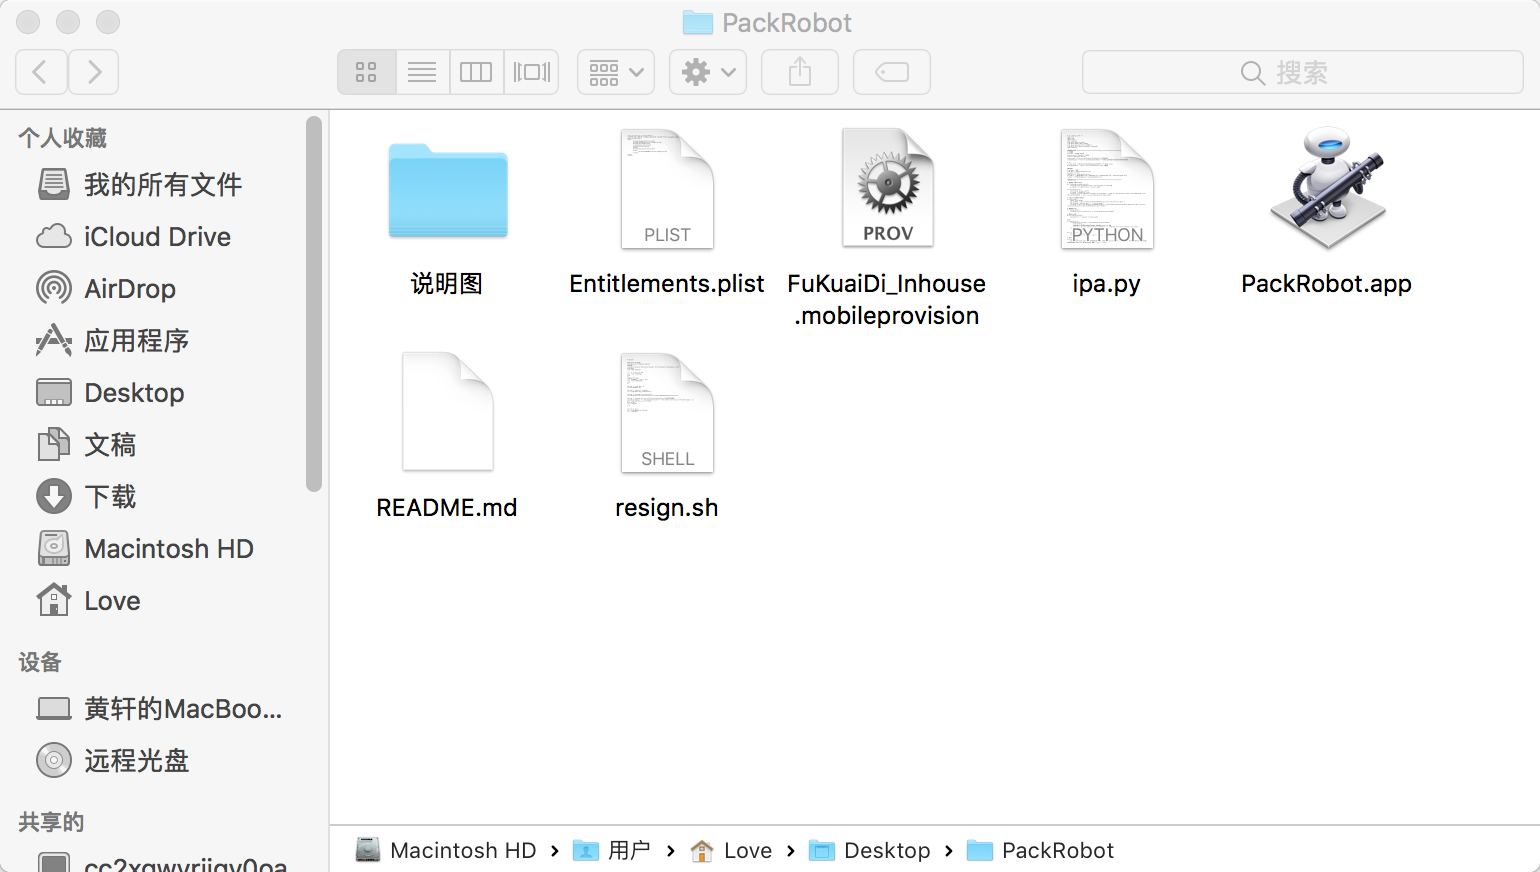 PackRobot
搜索
个人收藏
我的所有文件
iCloud Drive
AirDrop
应用程序
Desktop
文稿
下载
Macintosh HD
Love
设备
黄轩的MacBoo...
远程光盘
共享的
PLIST
PROV
PYTHON
说明图
Entitlements.plist
FuKuaiDi_Inhouse
.mobileprovision
ipa.py
PackRobot.app
SHELL
README.md
resign.sh
Macintosh HD › 用户 › Love › Desktop › PackRobot